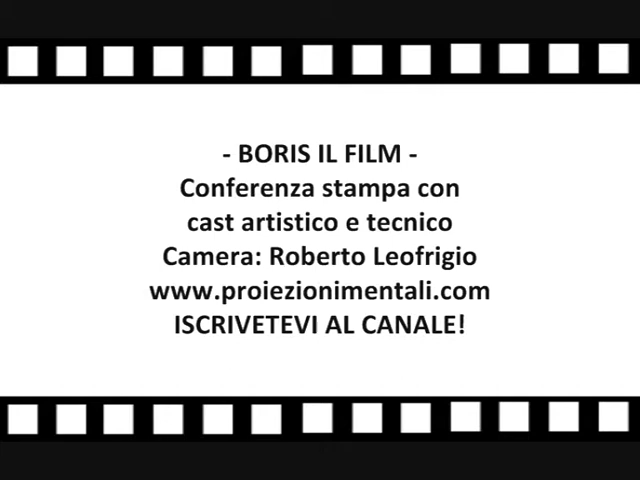 - BORIS IL FILM -
Conferenza stampa con
cast artistico e tecnico
Camera: Roberto Leofrigio
www.proiezionimentali.com
ISCRIVETEVI AL CANALE!